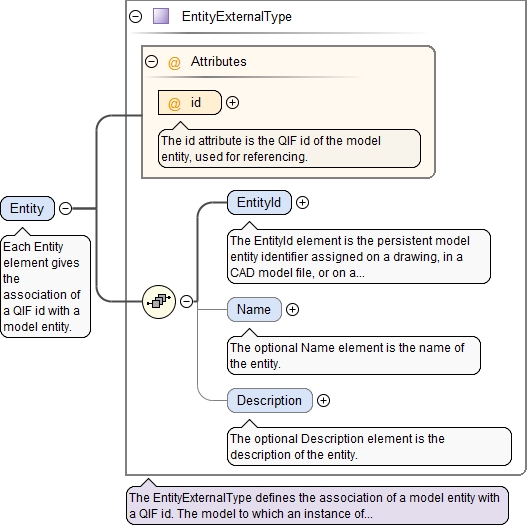 EntityExternalType
@ Attributes
@ id
The id attribute is the QIF id of the model
entity, used for referencing.
Entity
Each Entity
element gives
the
association of
a QIF id with a
model entity.
EntityId
The EntityId element is the persistent model
entity identifier assigned on a drawing, in a
CAD model file, or on a...
Name
The optional Name element is the name of
the entity.
Description
The optional Description element is the
description of the entity.
The EntityExternalType defines the association of a model entity with
a QIF id. The model to which an instance of...